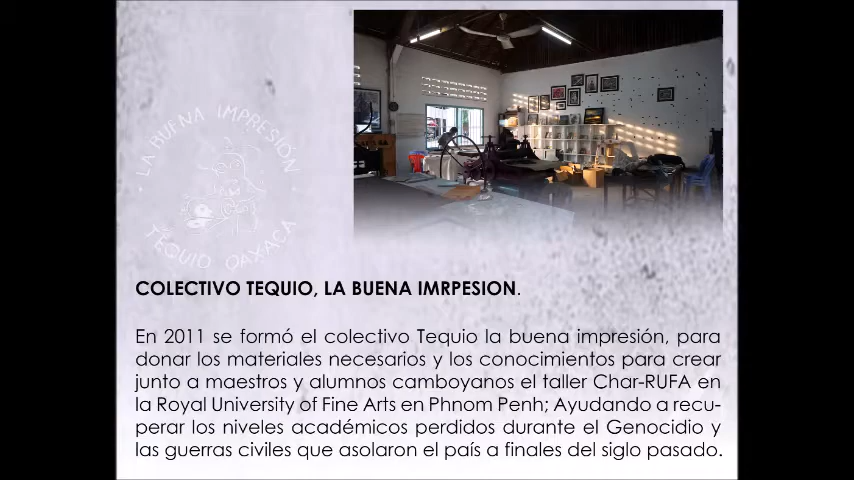 LA BUENA IMPRESIÓN
TEQUIO OAXACA
COLECTIVO TEQUIO, LA BUENA IMRPESION.
En 2011 se formó el colectivo Tequio la buena impresión, para
donar los materiales necesarios y los conocimientos para crear
junto a maestros y alumnos camboyanos el taller Char-RUFA en
la Royal University of Fine Arts en Phnom Penh; Ayudando a recu-
perar los niveles académicos perdidos durante el Genocidio y
las guerras civiles que asolaron el país a finales del siglo pasado.